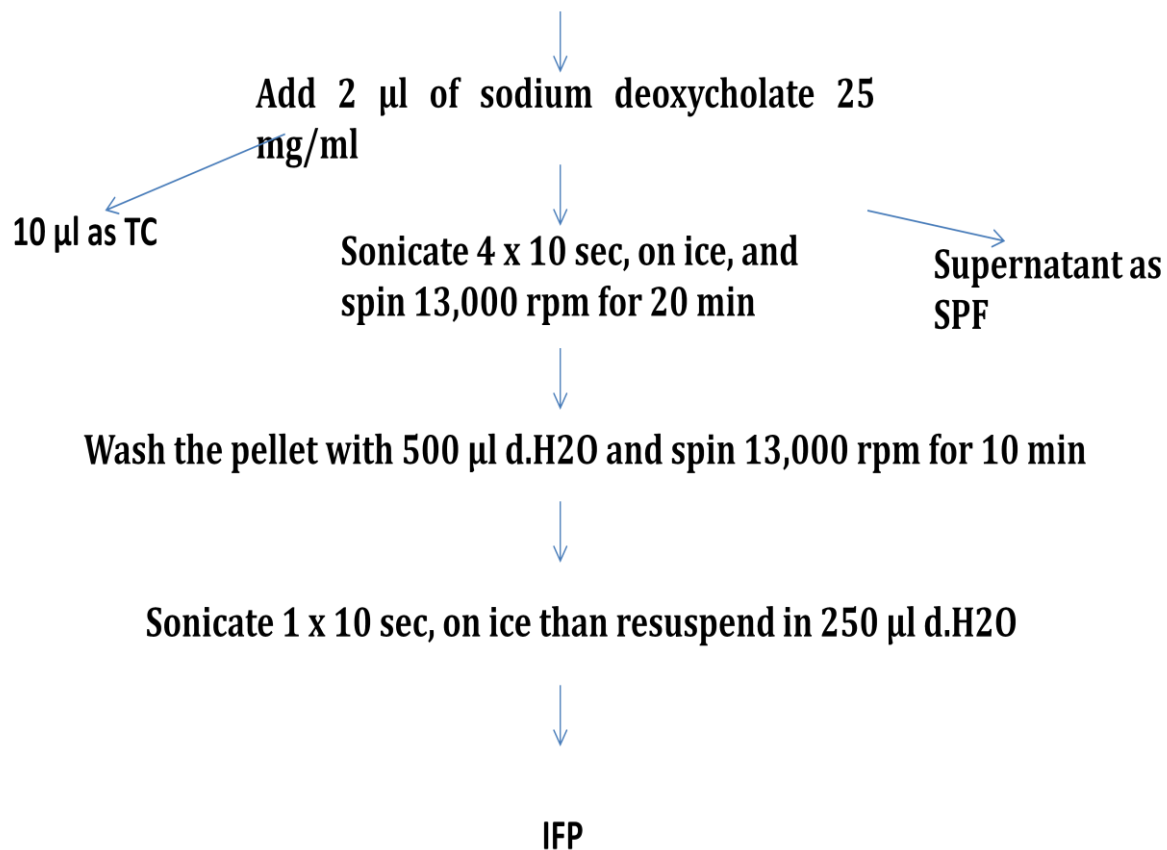 Add 2 µl of sodium deoxycholate 25
mg/ml
10 µl as TC
Sonicate 4 x 10 sec, on ice, and
spin 13,000 rpm for 20 min
Supernatant as
SPF
Wash the pellet with 500 µl d.H2O and spin 13,000 rpm for 10 min
Sonicate 1 x 10 sec, on ice than resuspend in 250 µl d.H2O
IFP